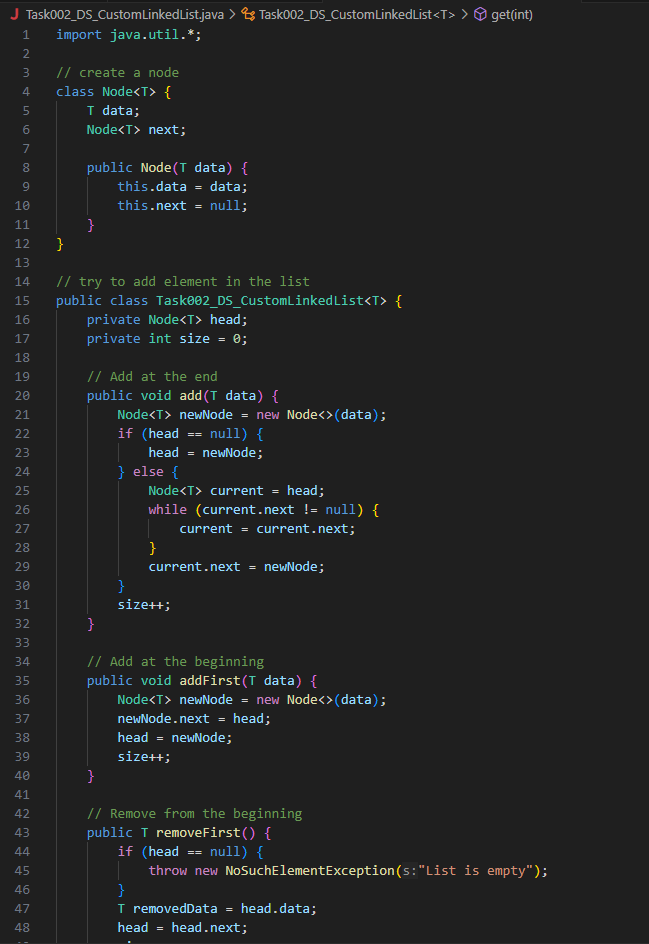 Task002_DS_CustomLinkedList.java > Task002_DS_CustomLinkedList<T> > get(int)
1 import java.util.*;
2
3 // create a node
4 class Node<T> {
5     T data;
6     Node<T> next;
7
8     public Node(T data) {
9         this.data = data;
10         this.next = null;
11     }
12 }
13
14 // try to add element in the list
15 public class Task002_DS_CustomLinkedList<T> {
16     private Node<T> head;
17     private int size = 0;
18
19     // Add at the end
20     public void add(T data) {
21         Node<T> newNode = new Node<>(data);
22         if (head == null) {
23             head = newNode;
24         } else {
25             Node<T> current = head;
26             while (current.next != null) {
27                 current = current.next;
28             }
29             current.next = newNode;
30         }
31         size++;
32     }
33
34     // Add at the beginning
35     public void addFirst(T data) {
36         Node<T> newNode = new Node<>(data);
37         newNode.next = head;
38         head = newNode;
39         size++;
40     }
41
42     // Remove from the beginning
43     public T removeFirst() {
44         if (head == null) {
45             throw new NoSuchElementException(s:"List is empty");
46         }
47         T removedData = head.data;
48         head = head.next;